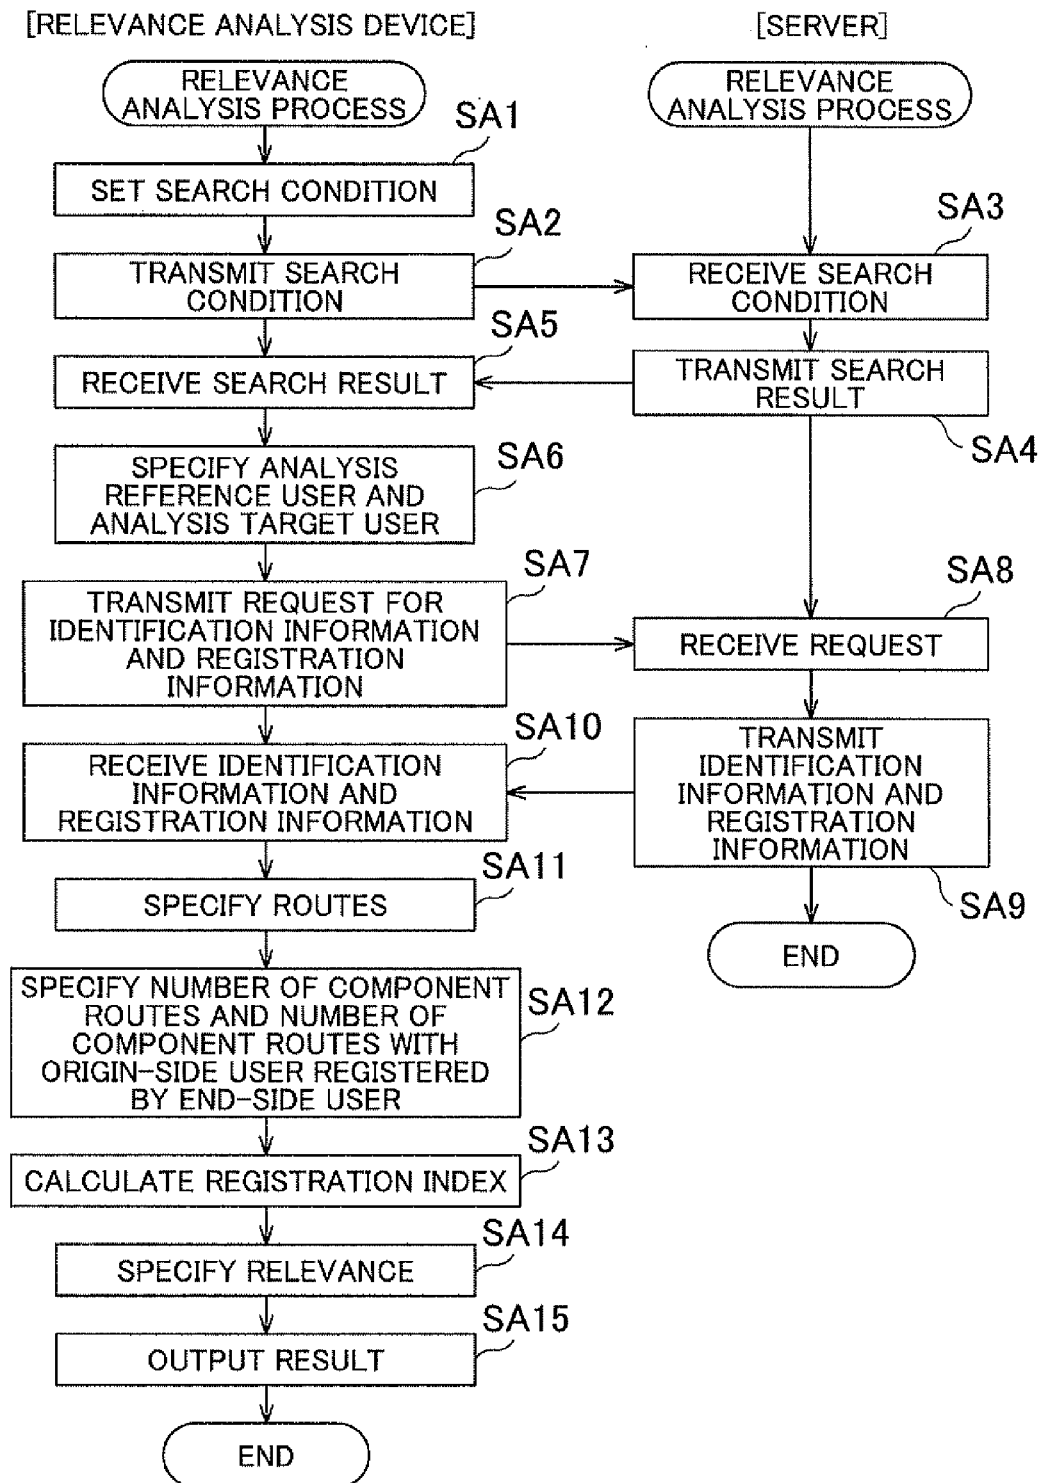 [RELEVANCE ANALYSIS DEVICE]
[SERVER]
RELEVANCE
ANALYSIS PROCESS
RELEVANCE
ANALYSIS PROCESS
SA1
SET SEARCH CONDITION
SA2
TRANSMIT SEARCH
CONDITION
SA3
RECEIVE SEARCH
CONDITION
SA5
RECEIVE SEARCH RESULT
TRANSMIT SEARCH
RESULT
SA4
SA6
SPECIFY ANALYSIS
REFERENCE USER AND
ANALYSIS TARGET USER
SA7
TRANSMIT REQUEST FOR
IDENTIFICATION INFORMATION
AND REGISTRATION
INFORMATION
SA8
RECEIVE REQUEST
SA10
RECEIVE IDENTIFICATION
INFORMATION AND
REGISTRATION INFORMATION
TRANSMIT
IDENTIFICATION
INFORMATION AND
REGISTRATION
INFORMATION
SA9
END
SA11
SPECIFY ROUTES
SA12
SPECIFY NUMBER OF COMPONENT
ROUTES AND NUMBER OF
COMPONENT ROUTES WITH
ORIGIN-SIDE USER REGISTERED
BY END-SIDE USER
SA13
CALCULATE REGISTRATION INDEX
SA14
SPECIFY RELEVANCE
SA15
OUTPUT RESULT
END